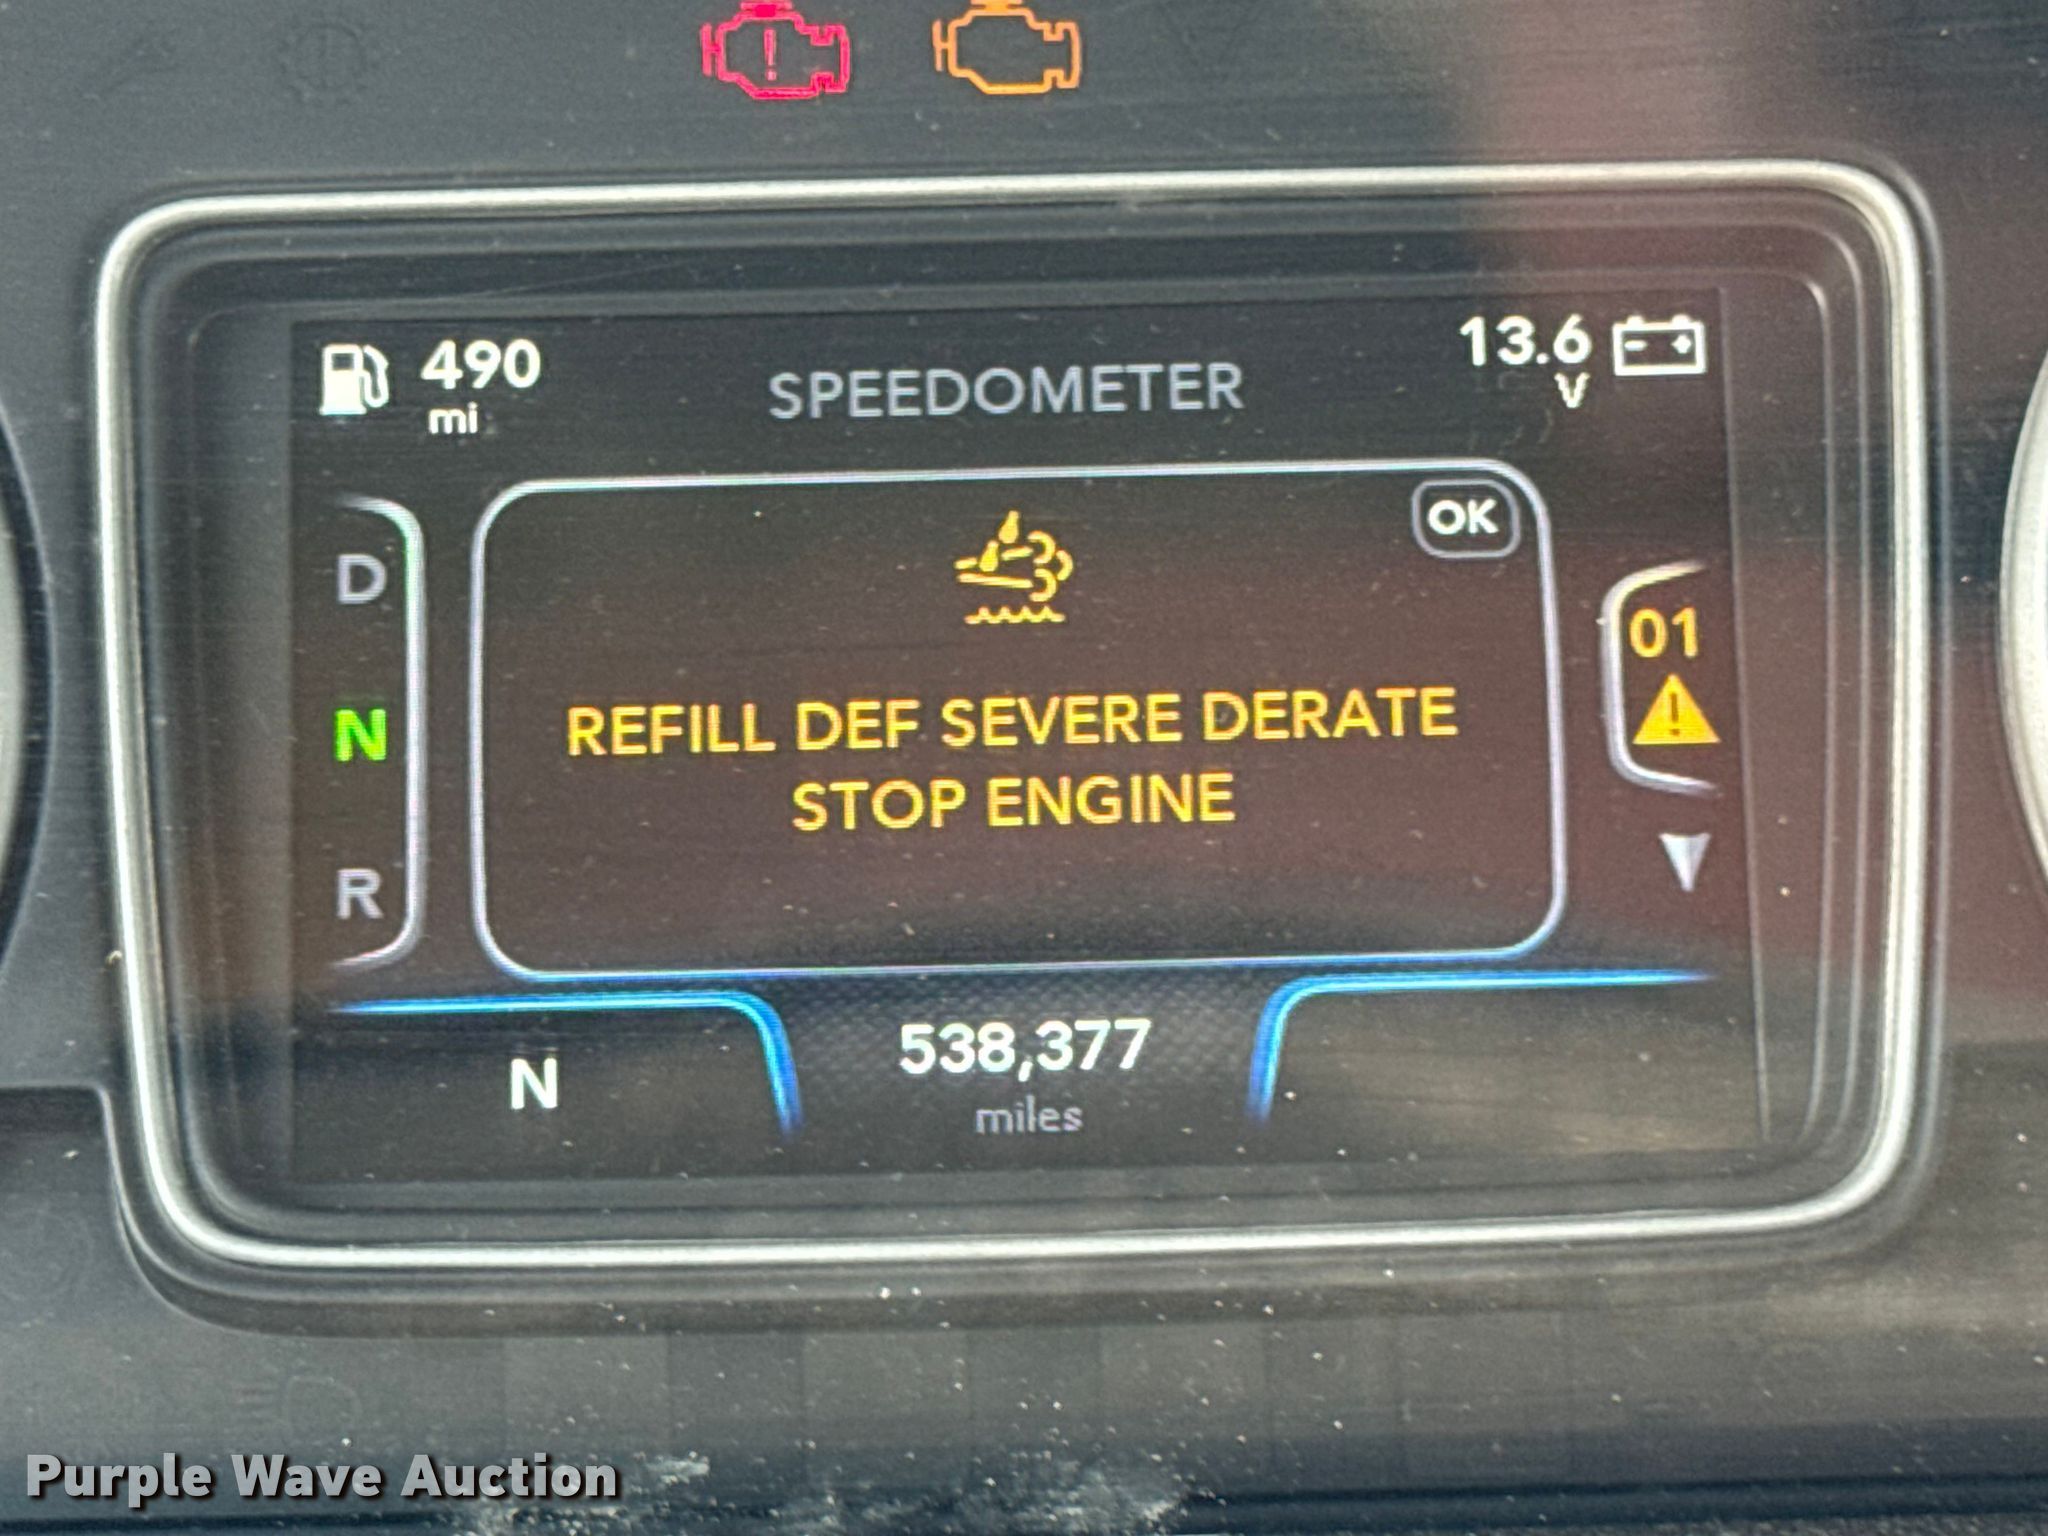 490
mi
SPEEDOMETER
13.6
V
OK
D
N
R
01
REFILL DEF SEVERE DERATE
STOP ENGINE
N
538,377
miles
Purple Wave Auction